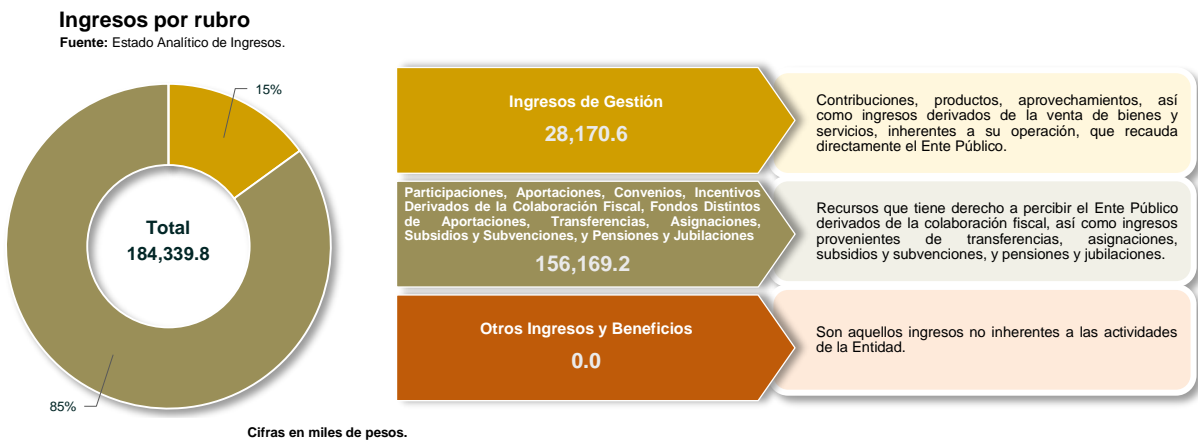 Ingresos por rubro
Fuente: Estado Analítico de Ingresos.
15%
Total
184,339.8
85%
Ingresos de Gestión
28,170.6
Contribuciones, productos, aprovechamientos, así
como ingresos derivados de la venta de bienes y
servicios, inherentes a su operación, que recauda
directamente el Ente Público.
Participaciones, Aportaciones, Convenios, Incentivos
Derivados de la Colaboración Fiscal, Fondos Distintos
de Aportaciones, Transferencias, Asignaciones,
Subsidios y Subvenciones, y Pensiones y Jubilaciones
156,169.2
Recursos que tiene derecho a percibir el Ente Público
derivados de la colaboración fiscal, así como ingresos
provenientes de transferencias, asignaciones,
subsidios y subvenciones, y pensiones y jubilaciones.
Otros Ingresos y Beneficios
0.0
Son aquellos ingresos no inherentes a las actividades
de la Entidad.
Cifras en miles de pesos.